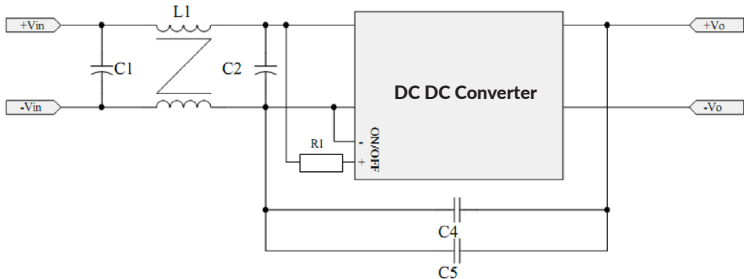 L1
+Vin
+Vo
C1
C2
DC DC Converter
-Vin
-Vo
R1
-
+
ON/OFF
C4
C5